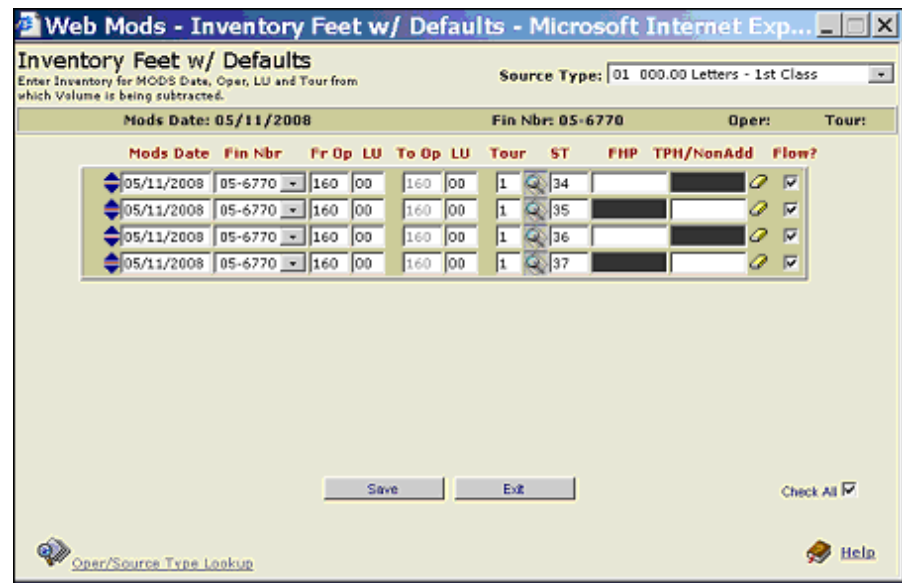 Web Mods - Inventory Feet w/ Defaults - Microsoft Internet Exp...
Inventory Feet w/ Defaults
Enter Inventory for MODS Date, Oper, LU and Tour from
which Volume is being subtracted.
Source Type: 01 000.00 Letters - 1st Class
Mods Date: 05/11/2008 Fin Nbr: 05-6770 Oper: Tour:
Mods Date Fin Nbr Fr Op LU To Op LU Tour ST FHP TPH/NonAdd Flow?
05/11/2008 05-6770 160 00 160 00 1 34
05/11/2008 05-6770 160 00 160 00 1 35
05/11/2008 05-6770 160 00 160 00 1 36
05/11/2008 05-6770 160 00 160 00 1 37
Save Exit Check All
Oper/Source Type Lookup Help